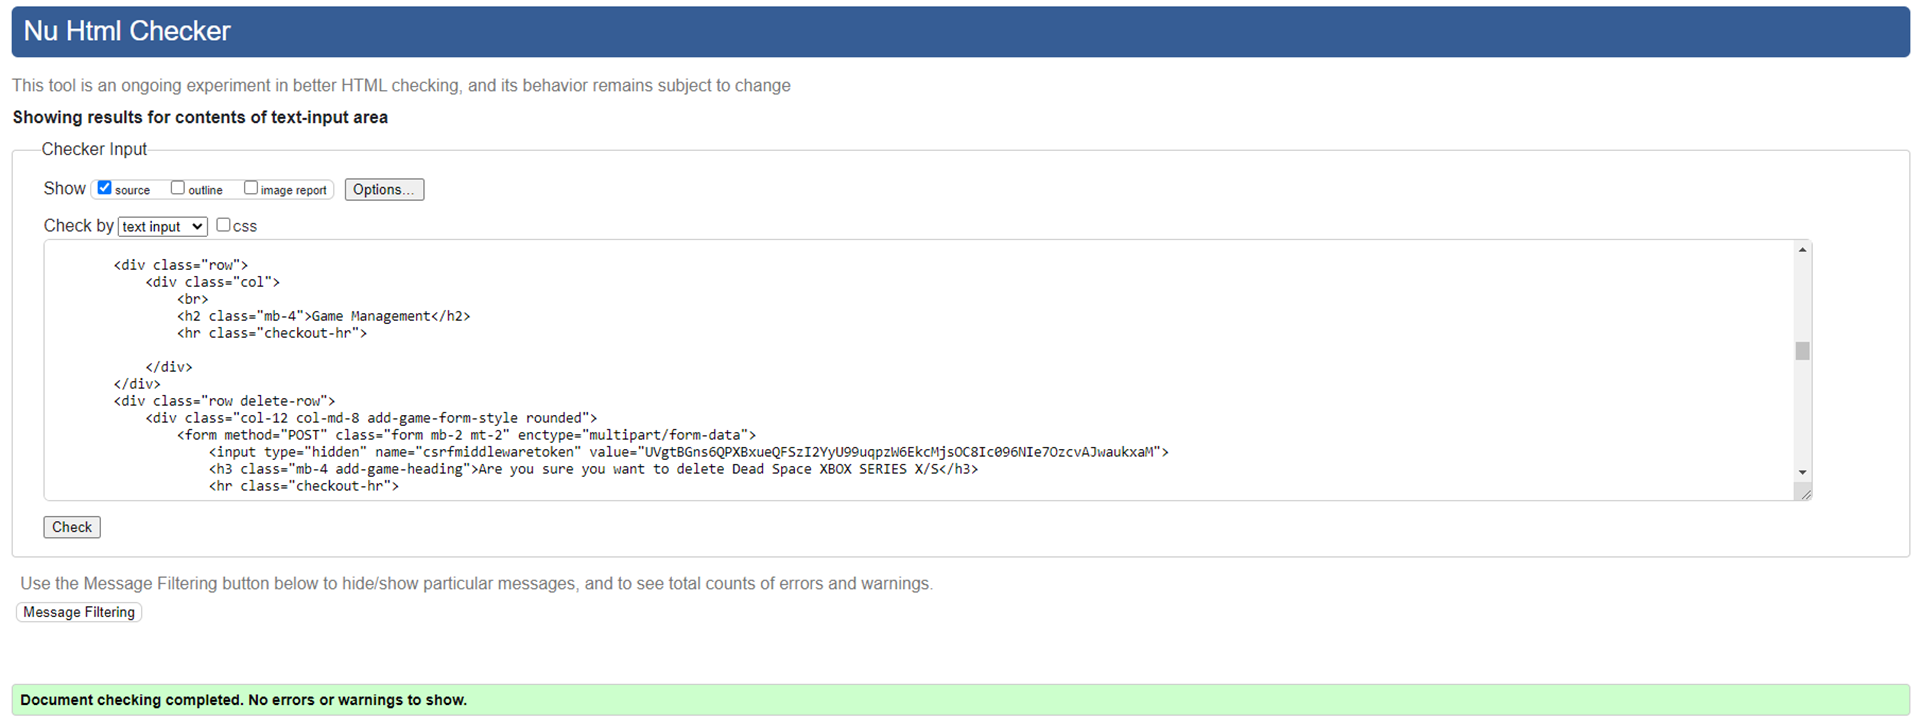 Nu Html Checker
This tool is an ongoing experiment in better HTML checking, and its behavior remains subject to change
Showing results for contents of text-input area
Checker Input
Show source outline image report Options...
Check by text input css
<div class="row">
<div class="col">
<br>
<h2 class="mb-4">Game Management</h2>
<hr class="checkout-hr">
</div>
</div>
<div class="row delete-row">
<div class="col-12 col-md-8 add-game-form-style rounded">
<form method="POST" class="form mb-2 mt-2" enctype="multipart/form-data">
<input type="hidden" name="csrfmiddlewaretoken" value="UVgtBGns6QPXBxueQFSzI2YyU99uqpzW6EkcMjsOC8Ic096NIe7OzcvAJwaukxaM">
<h3 class="mb-4 add-game-heading">Are you sure you want to delete Dead Space XBOX SERIES X/S</h3>
<hr class="checkout-hr">
Check
Use the Message Filtering button below to hide/show particular messages, and to see total counts of errors and warnings.
Message Filtering
Document checking completed. No errors or warnings to show.